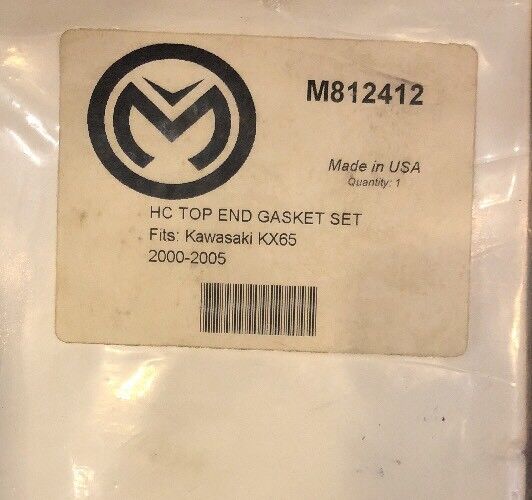 M812412
Made in USA
Quantity: 1
HC TOP END GASKET SET
Fits: Kawasaki KX65
2000-2005